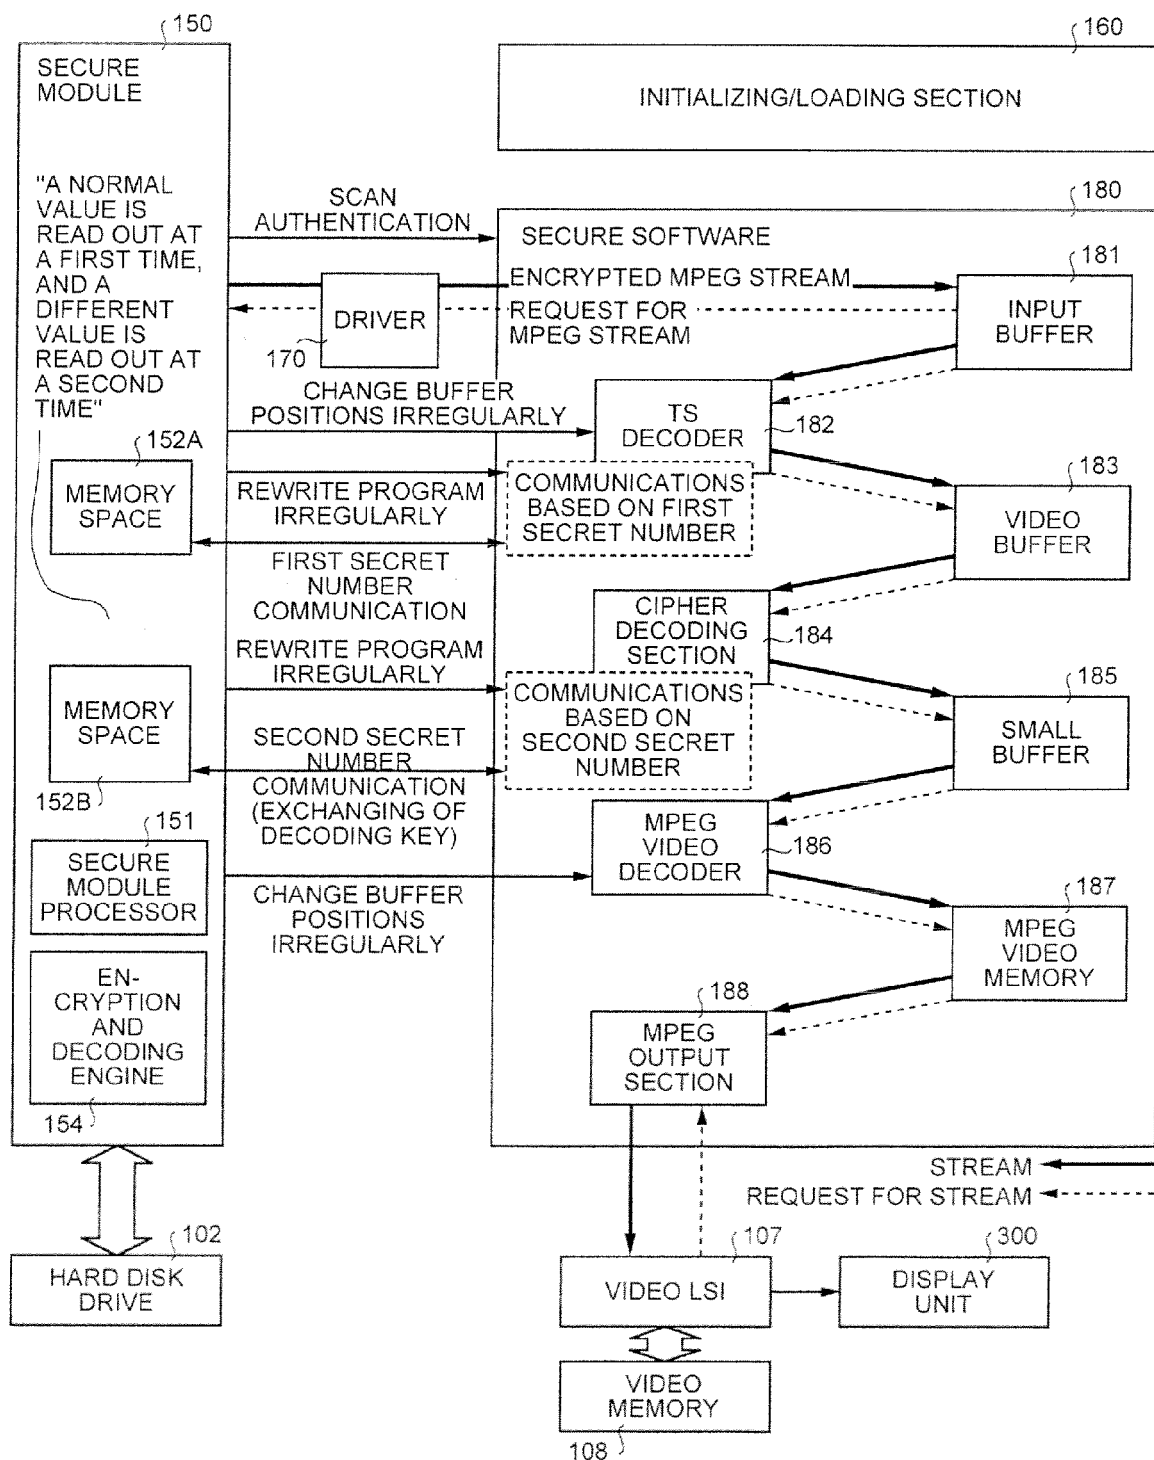 150
SECURE
MODULE
160
INITIALIZING/LOADING SECTION
"A NORMAL
VALUE IS
READ OUT AT
A FIRST TIME,
AND A
DIFFERENT
VALUE IS
READ OUT AT
A SECOND
TIME"
SCAN
AUTHENTICATION
180
SECURE SOFTWARE
ENCRYPTED MPEG STREAM
REQUEST FOR
MPEG STREAM
181
INPUT
BUFFER
DRIVER
170
CHANGE BUFFER
POSITIONS IRREGULARLY
TS
DECODER
182
152A
MEMORY
SPACE
REWRITE PROGRAM
IRREGULARLY
COMMUNICATIONS
BASED ON FIRST
SECRET NUMBER
183
VIDEO
BUFFER
FIRST SECRET
NUMBER
COMMUNICATION
CIPHER
DECODING
SECTION
184
REWRITE PROGRAM
IRREGULARLY
MEMORY
SPACE
152B
COMMUNICATIONS
BASED ON
SECOND SECRET
NUMBER
185
SMALL
BUFFER
SECOND SECRET
NUMBER
COMMUNICATION
(EXCHANGING OF
DECODING KEY)
151
SECURE
MODULE
PROCESSOR
MPEG
VIDEO
DECODER
186
CHANGE BUFFER
POSITIONS
IRREGULARLY
187
MPEG
VIDEO
MEMORY
EN-
CRYPTION
AND
DECODING
ENGINE
154
188
MPEG
OUTPUT
SECTION
STREAM
REQUEST FOR STREAM
102
HARD DISK
DRIVE
107
VIDEO LSI
300
DISPLAY
UNIT
VIDEO
MEMORY
108